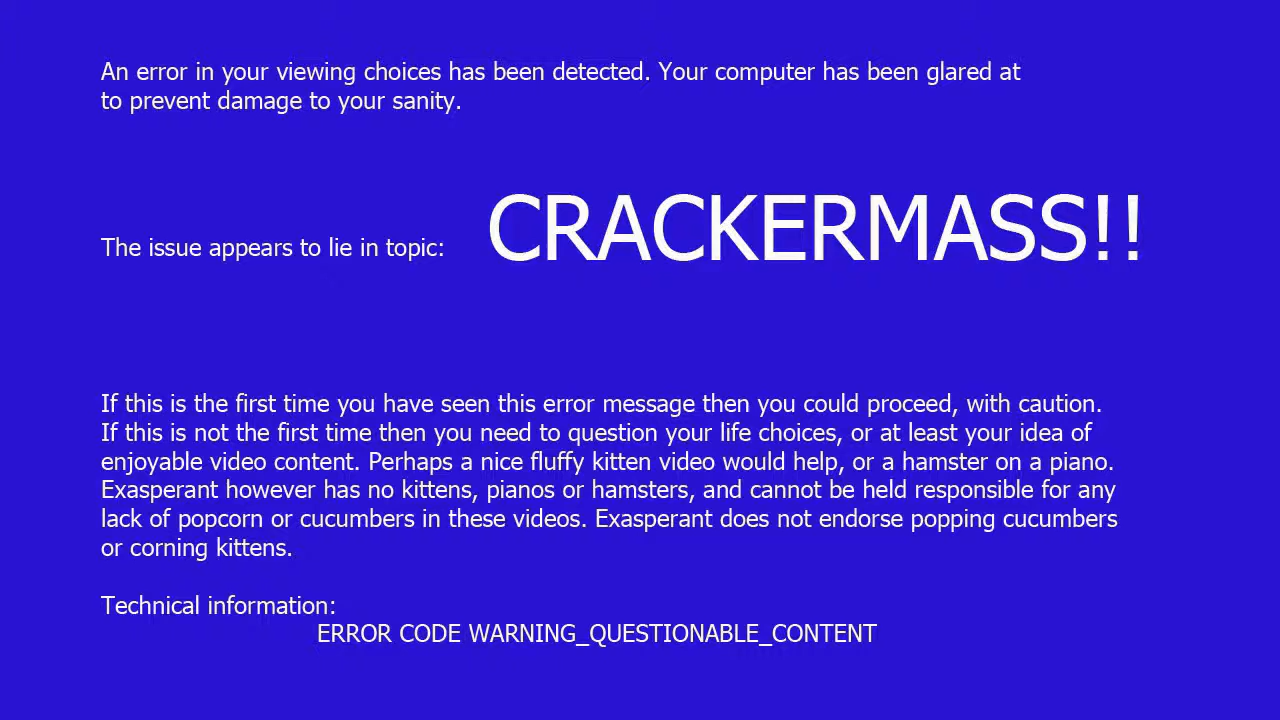 An error in your viewing choices has been detected. Your computer has been glared at
to prevent damage to your sanity.
The issue appears to lie in topic: CRACKERMASS!!
If this is the first time you have seen this error message then you could proceed, with caution.
If this is not the first time then you need to question your life choices, or at least your idea of
enjoyable video content. Perhaps a nice fluffy kitten video would help, or a hamster on a piano.
Exasperant however has no kittens, pianos or hamsters, and cannot be held responsible for any
lack of popcorn or cucumbers in these videos. Exasperant does not endorse popping cucumbers
or corning kittens.
Technical information:
ERROR CODE WARNING_QUESTIONABLE_CONTENT